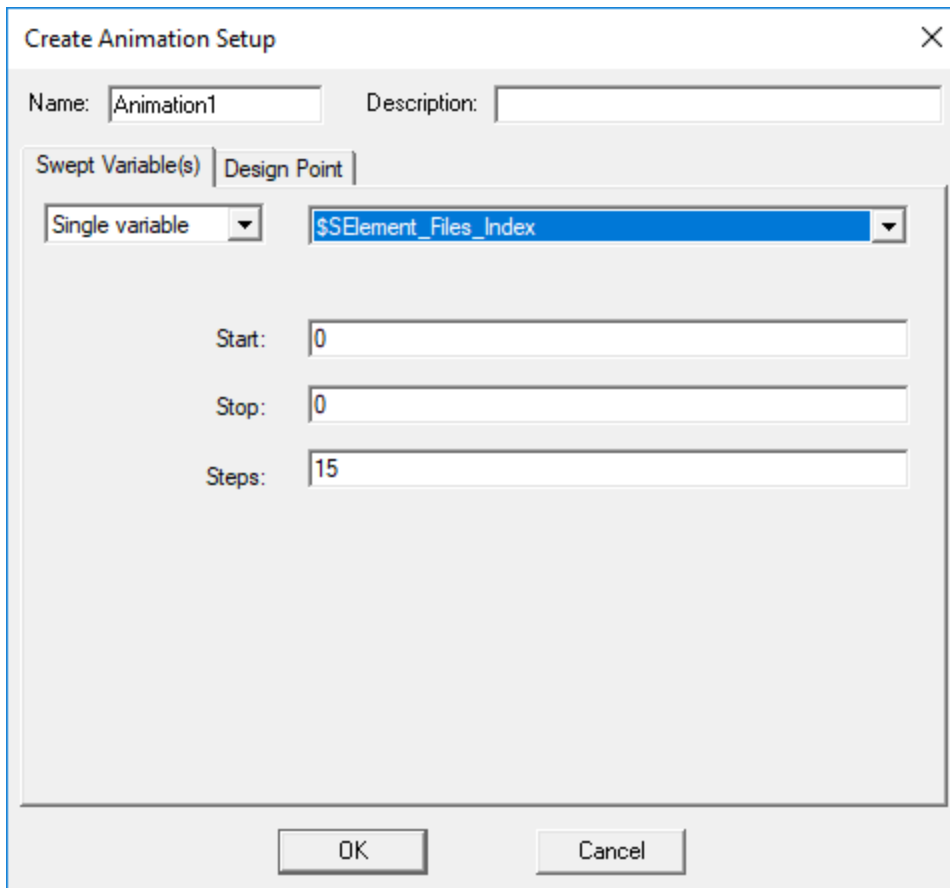 Create Animation Setup
Name: Animation1 Description:
Swept Variable(s) Design Point
Single variable $SElement_Files_Index
Start: 0
Stop: 0
Steps: 15
OK Cancel